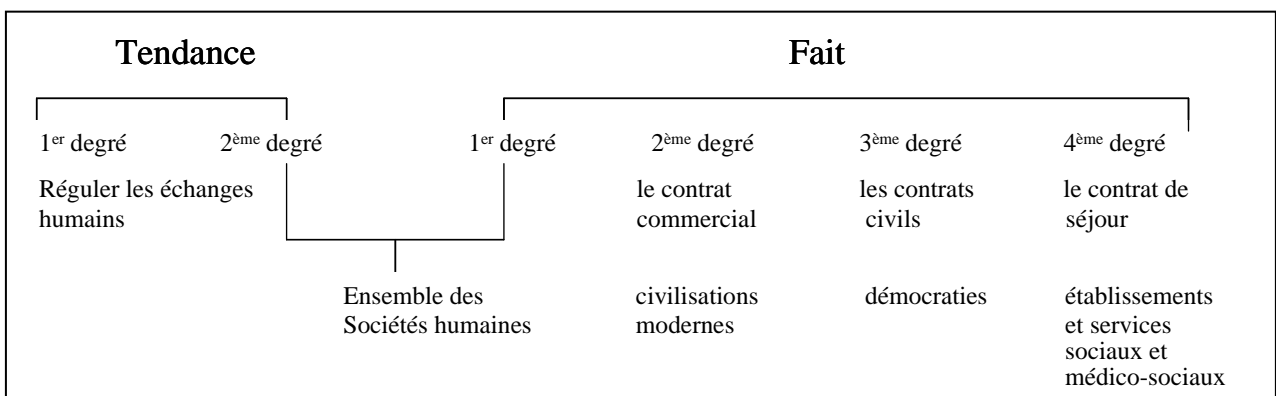 Tendance Fait
1er degré 2ème degré 1er degré 2ème degré 3ème degré 4ème degré
Réguler les échanges
humains
le contrat
commercial
les contrats
civils
le contrat de
séjour
Ensemble des
Sociétés humaines
civilisations
modernes
démocraties
établissements
et services
sociaux et
médico-sociaux